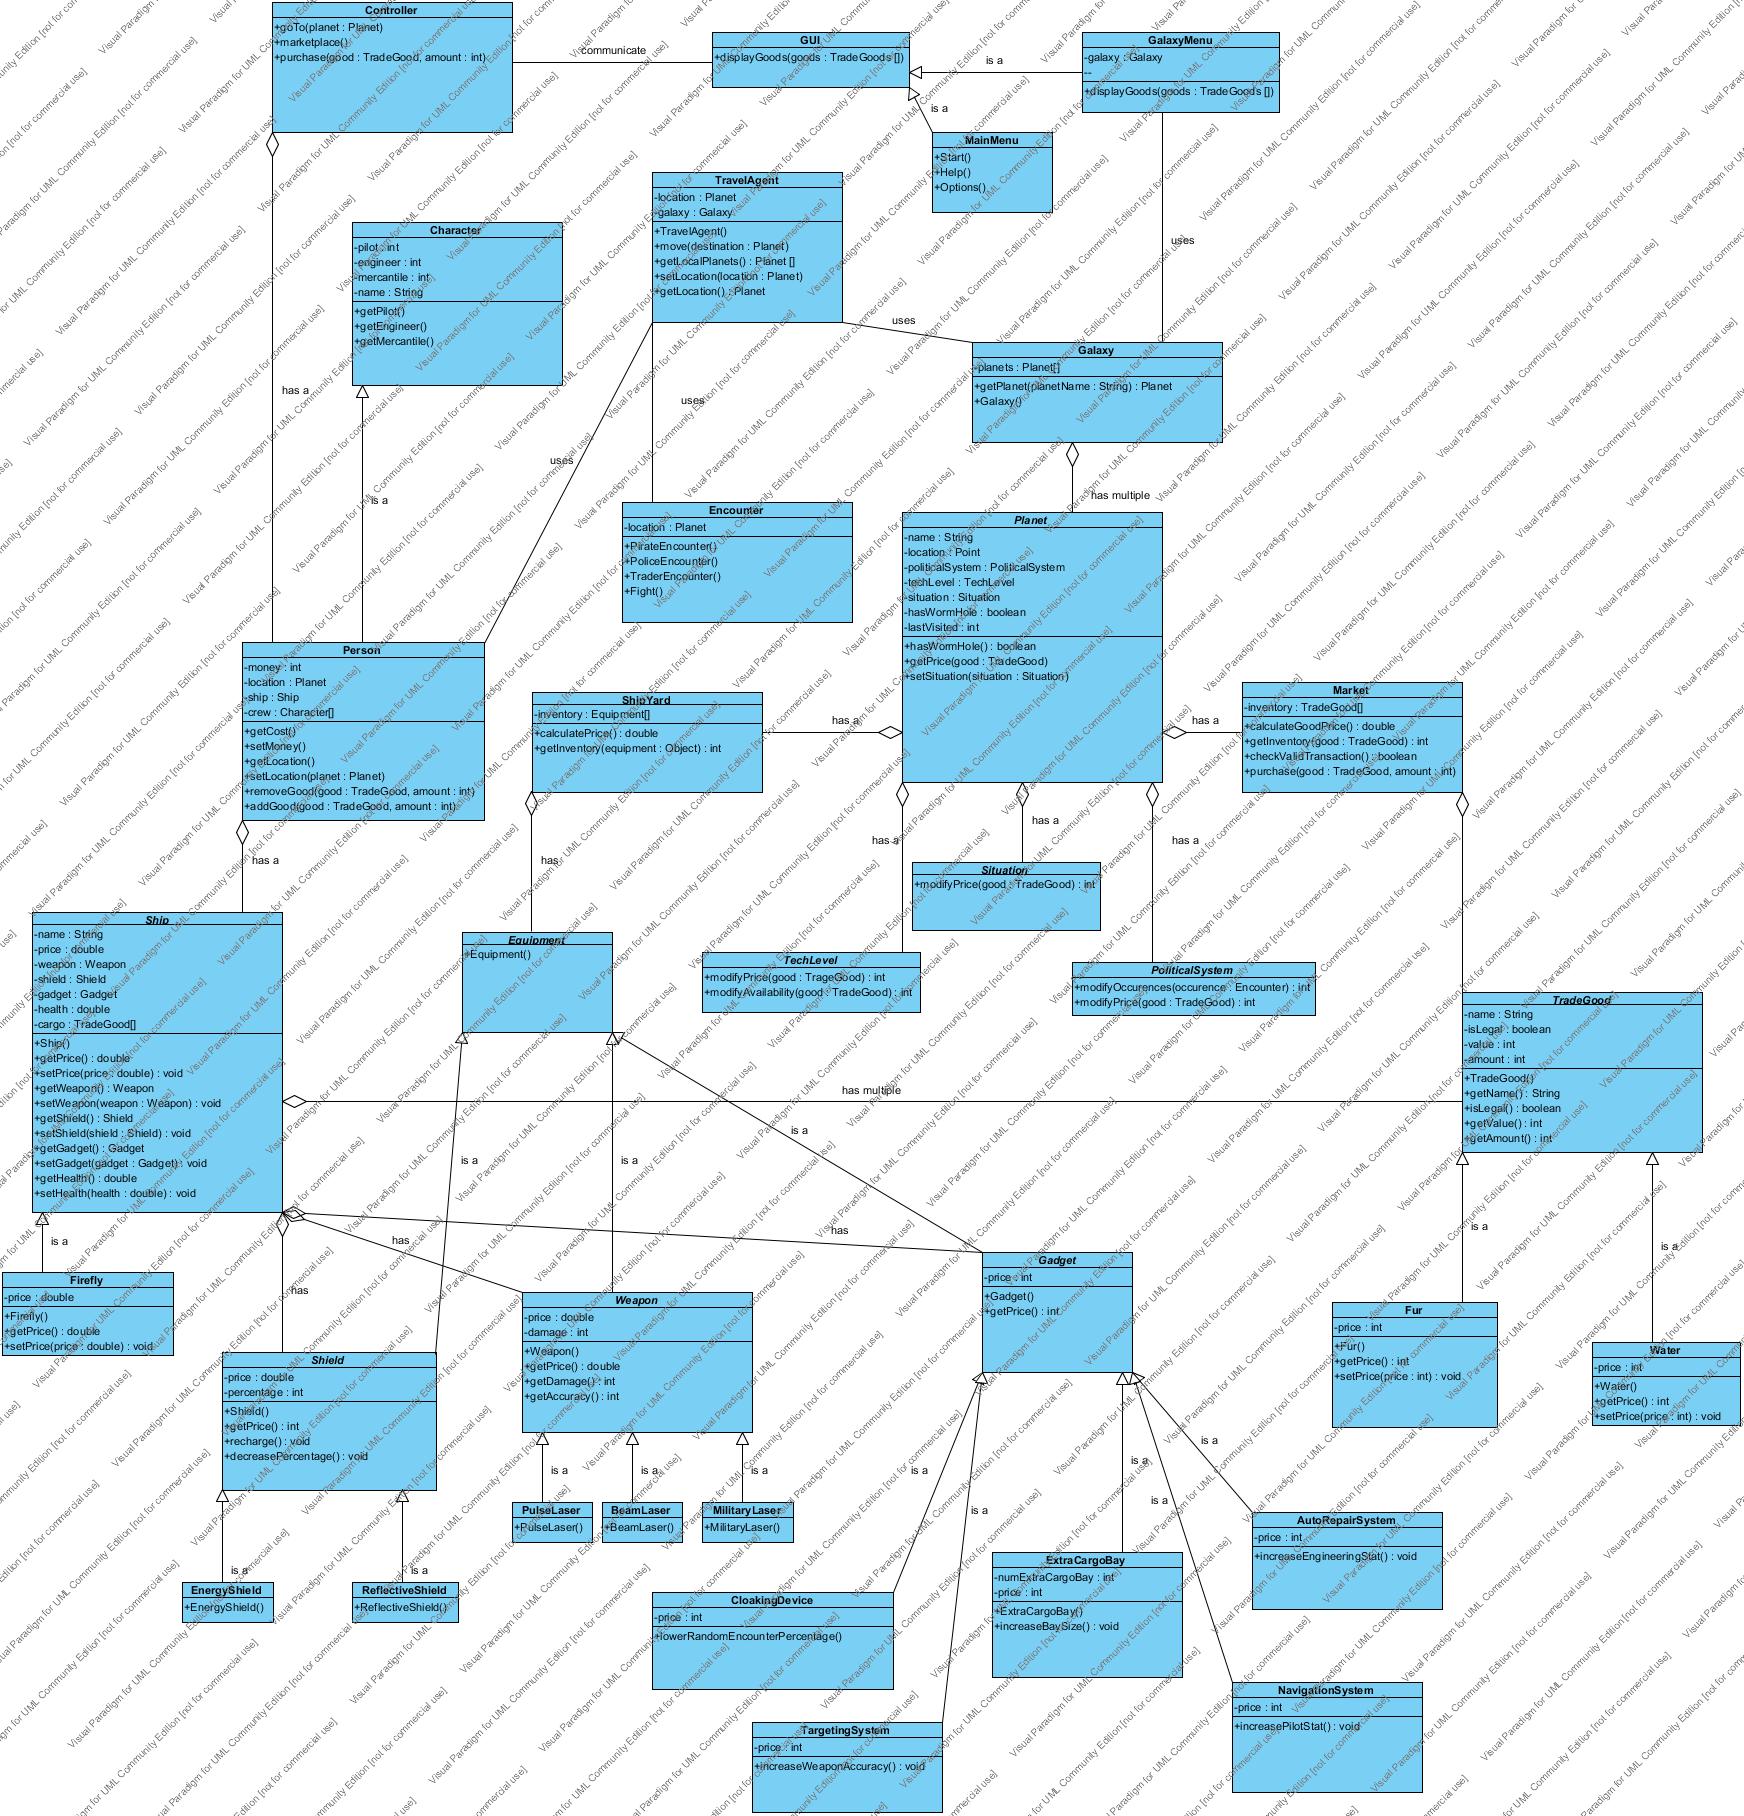 Controller
+goTo(planet : Planet)
+marketplace()
+purchase(good : TradeGood, amount : int)
communicate
GUI
+displayGoods(goods : TradeGoods [])
is a
GalaxyMenu
-galaxy : Galaxy
--
+displayGoods(goods : TradeGoods [])
is a
MainMenu
+Start()
+Help()
+Options()
TravelAgent
-location : Planet
-galaxy : Galaxy
+TravelAgent()
+move(destination : Planet)
+getLocalPlanets() : Planet []
+setLocation(location : Planet)
+getLocation() : Planet
Character
-pilot : int
-engineer : int
-mercantile : int
-name : String
+getPilot()
+getEngineer()
+getMercantile()
uses
uses
Galaxy
-planets : Planet[]
+getPlanet(planetName : String) : Planet
+Galaxy()
has a
uses
uses
is a
has multiple
Encounter
-location : Planet
+PirateEncounter()
+PoliceEncounter()
+TraderEncounter()
+Fight()
Planet
-name : String
-location : Point
-politicalSystem : PoliticalSystem
-techLevel : TechLevel
-situation : Situation
-hasWormHole : boolean
-lastVisited : int
+hasWormHole() : boolean
+getPrice(good : TradeGood)
+setSituation(situation : Situation)
Person
-money : int
-location : Planet
-ship : Ship
-crew : Character[]
+getCost()
+setMoney()
+getLocation()
+setLocation(planet : Planet)
+removeGood(good : TradeGood, amount : int)
+addGood(good : TradeGood, amount : int)
ShipYard
-inventory : Equipment[]
+calculatePrice() : double
+getInventory(equipment : Object) : int
has a
has a
Market
-inventory : TradeGood[]
+calculateGoodPrice() : double
+getInventory(good : TradeGood) : int
+checkValidTransaction() : boolean
+purchase(good : TradeGood, amount : int)
has a
has
has a
has a
has a
Situation
+modifyPrice(good : TradeGood) : int
Ship
-name : String
-price : double
-weapon : Weapon
-shield : Shield
-gadget : Gadget
-health : double
-cargo : TradeGood[]
+Ship()
+getPrice() : double
+setPrice(price : double) : void
+getWeapon() : Weapon
+setWeapon(weapon : Weapon) : void
+getShield() : Shield
+setShield(shield : Shield) : void
+getGadget() : Gadget
+setGadget(gadget : Gadget) : void
+getHealth() : double
+setHealth(health : double) : void
Equipment
+Equipment()
TechLevel
+modifyPrice(good : TrageGood) : int
+modifyAvailability(good : TradeGood) : int
PoliticalSystem
+modifyOccurences(occurence : Encounter) : int
+modifyPrice(good : TradeGood) : int
TradeGood
-name : String
-isLegal : boolean
-value : int
-amount : int
+TradeGood()
+getName() : String
+isLegal() : boolean
+getValue() : int
+getAmount() : int
has multiple
is a
is a
is a
is a
is a
is a
has
has
has
Firefly
-price : double
+Firefly()
+getPrice() : double
+setPrice(price : double) : void
Shield
-price : double
-percentage : int
+Shield()
+getPrice() : int
+recharge() : void
+decreasePercentage() : void
Weapon
-price : double
-damage : int
+Weapon()
+getPrice() : double
+getDamage() : int
+getAccuracy() : int
Gadget
-price : int
+Gadget()
+getPrice() : int
Fur
-price : int
+Fur()
+getPrice() : int
+setPrice(price : int) : void
Water
-price : int
+Water()
+getPrice() : int
+setPrice(price : int) : void
is a
is a
is a
is a
is a
is a
is a
is a
PulseLaser
+PulseLaser()
BeamLaser
+BeamLaser()
MilitaryLaser
+MilitaryLaser()
AutoRepairSystem
-price : int
+increaseEngineeringStat() : void
is a
is a
EnergyShield
+EnergyShield()
ReflectiveShield
+ReflectiveShield()
ExtraCargoBay
-numExtraCargoBay : int
-price : int
+ExtraCargoBay()
+increaseBaySize() : void
CloakingDevice
-price : int
+lowerRandomEncounterPercentage()
NavigationSystem
-price : int
+increasePilotStat() : void
TargetingSystem
-price : int
+increaseWeaponAccuracy() : void
Visual Paradigm for UML Community Edition [not for commercial use]